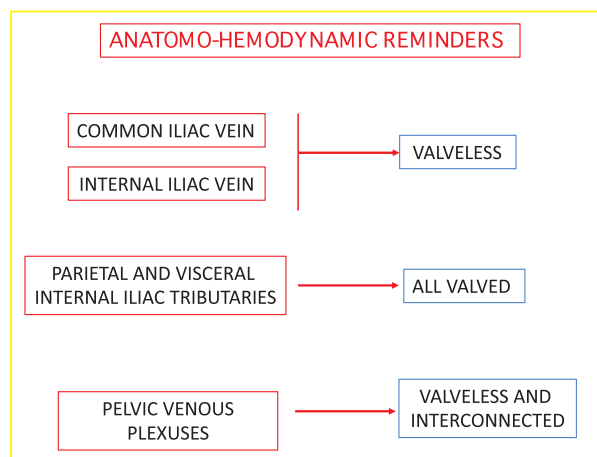 ANATOMO-HEMODYNAMIC REMINDERS
COMMON ILIAC VEIN
VALVELESS
INTERNAL ILIAC VEIN
PARIETAL AND VISCERAL
INTERNAL ILIAC TRIBUTARIES
ALL VALVED
PELVIC VENOUS
PLEXUSES
VALVELESS AND
INTERCONNECTED